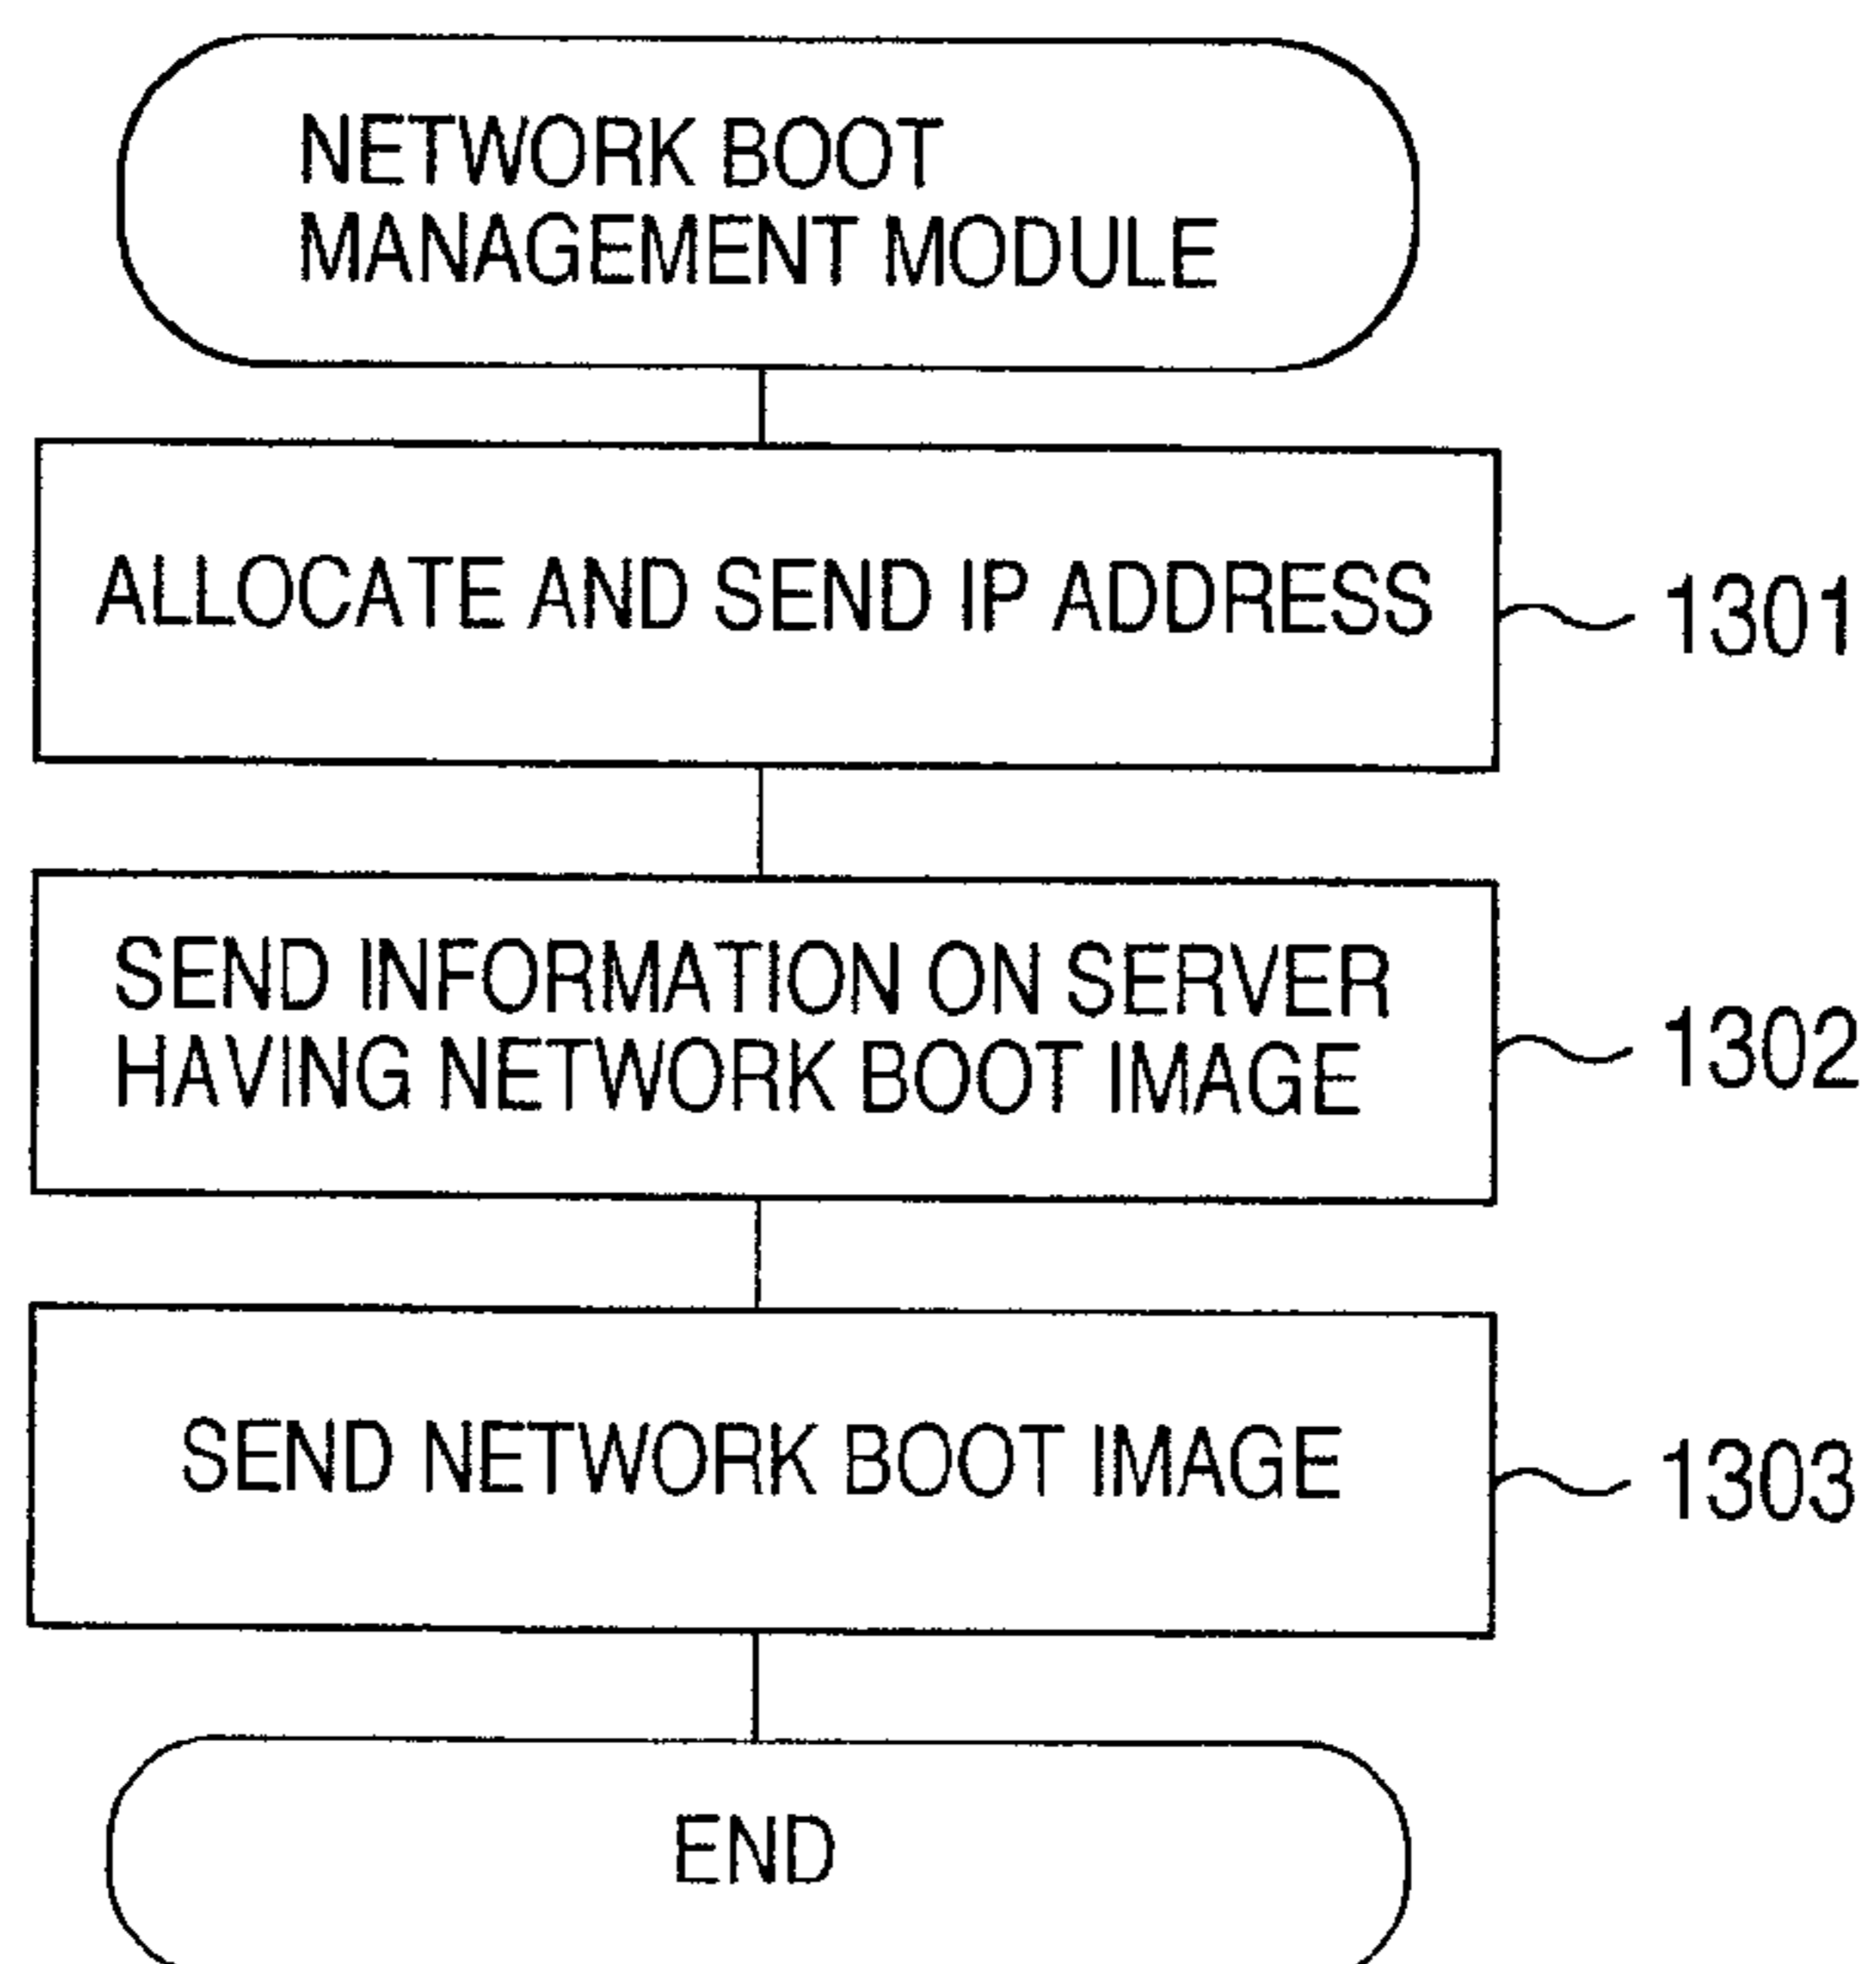 NETWORK BOOT
MANAGEMENT MODULE
ALLOCATE AND SEND IP ADDRESS
1301
SEND INFORMATION ON SERVER
HAVING NETWORK BOOT IMAGE
1302
SEND NETWORK BOOT IMAGE
1303
END